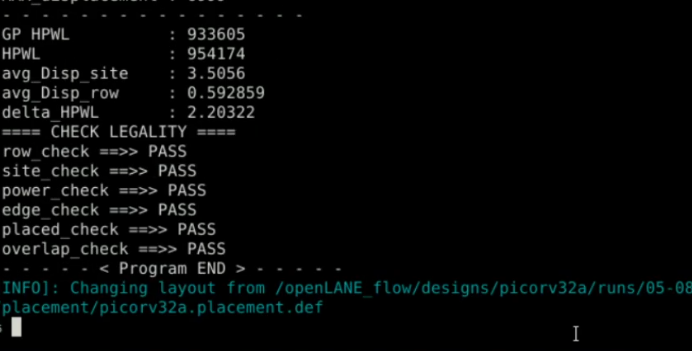 - - - - - - - - - - - - - - - -
GP HPWL : 933605
HPWL : 954174
avg_Disp_site : 3.5056
avg_Disp_row : 0.592859
delta_HPWL : 2.20322
==== CHECK LEGALITY ====
row_check ==>> PASS
site_check ==>> PASS
power_check ==>> PASS
edge_check ==>> PASS
placed_check ==>> PASS
overlap_check ==>> PASS
- - - - - < Program END > - - - - -
INFO]: Changing layout from /openLANE_flow/designs/picorv32a/runs/05-08
/placement/picorv32a.placement.def